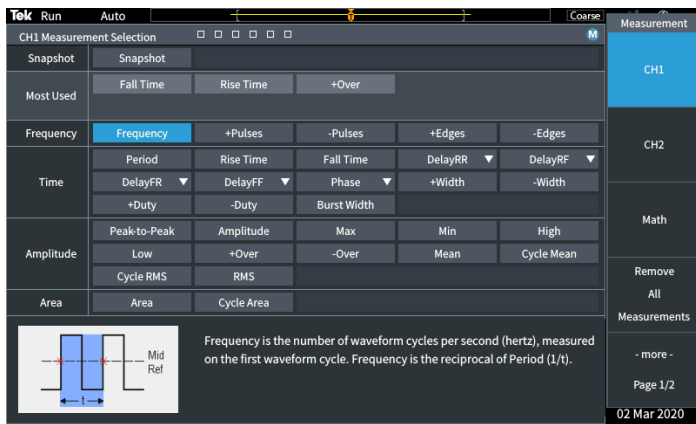 Tek Run Auto Coarse
CH1 Measurement Selection M
Snapshot Snapshot
Most Used Fall Time Rise Time +Over
Frequency Frequency +Pulses -Pulses +Edges -Edges
Time Period Rise Time Fall Time DelayRR DelayRF
DelayFR DelayFF Phase +Width -Width
+Duty -Duty Burst Width
Amplitude Peak-to-Peak Amplitude Max Min High
Low +Over -Over Mean Cycle Mean
Cycle RMS RMS
Area Area Cycle Area
Mid
Ref
t
Frequency is the number of waveform cycles per second (hertz), measured
on the first waveform cycle. Frequency is the reciprocal of Period (1/t).
Measurement
CH1
CH2
Math
Remove
All
Measurements
- more -
Page 1/2
02 Mar 2020